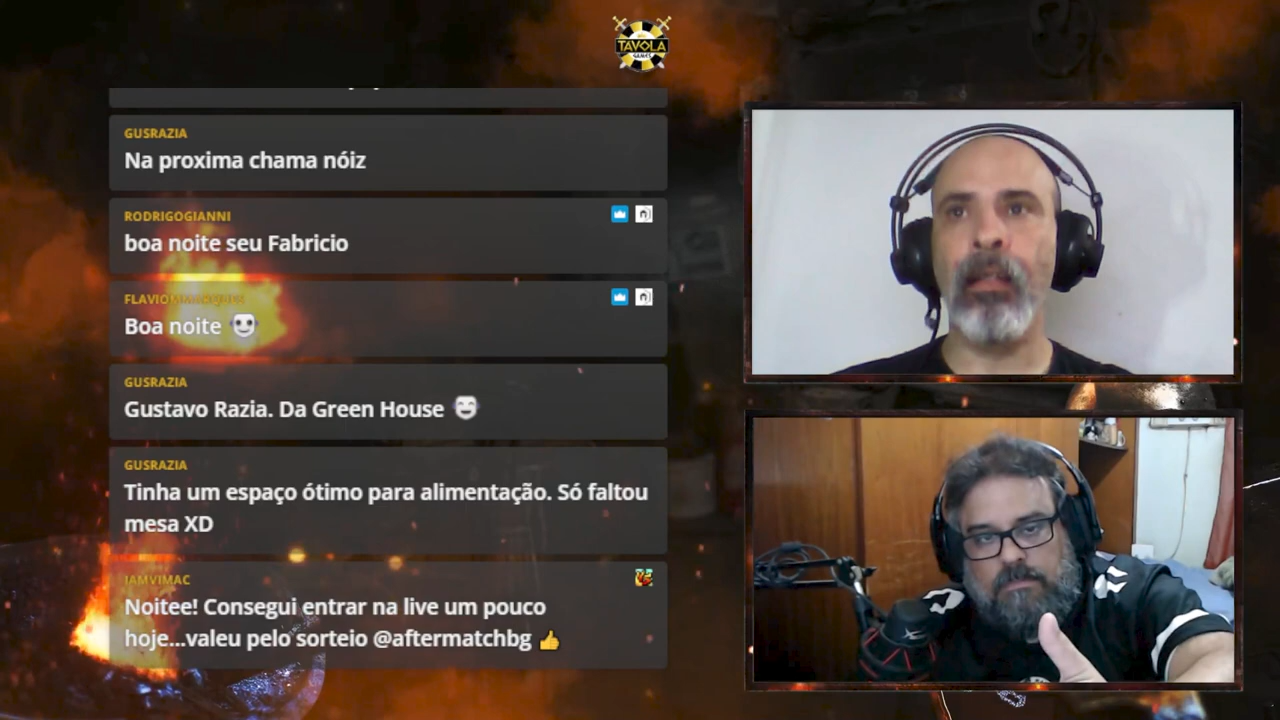 TAVOLA
GAMES
GUSRAZIA
Na proxima chama nóiz
RODRIGOGIANNI
boa noite seu Fabricio
FLAVIOMMARQUES
Boa noite
GUSRAZIA
Gustavo Razia. Da Green House
GUSRAZIA
Tinha um espaço ótimo para alimentação. Só faltou
mesa XD
IAMVIMAC
Noitee! Consegui entrar na live um pouco
hoje...valeu pelo sorteio @aftermatchbg